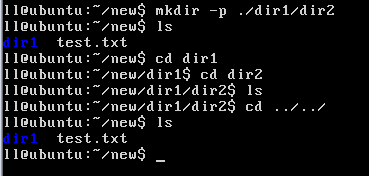 ll@ubuntu:~/new$ mkdir -p ./dir1/dir2
ll@ubuntu:~/new$ ls
dir1  test.txt
ll@ubuntu:~/new$ cd dir1
ll@ubuntu:~/new/dir1$ cd dir2
ll@ubuntu:~/new/dir1/dir2$ ls
ll@ubuntu:~/new/dir1/dir2$ cd ../../
ll@ubuntu:~/new$ ls
dir1  test.txt
ll@ubuntu:~/new$ _